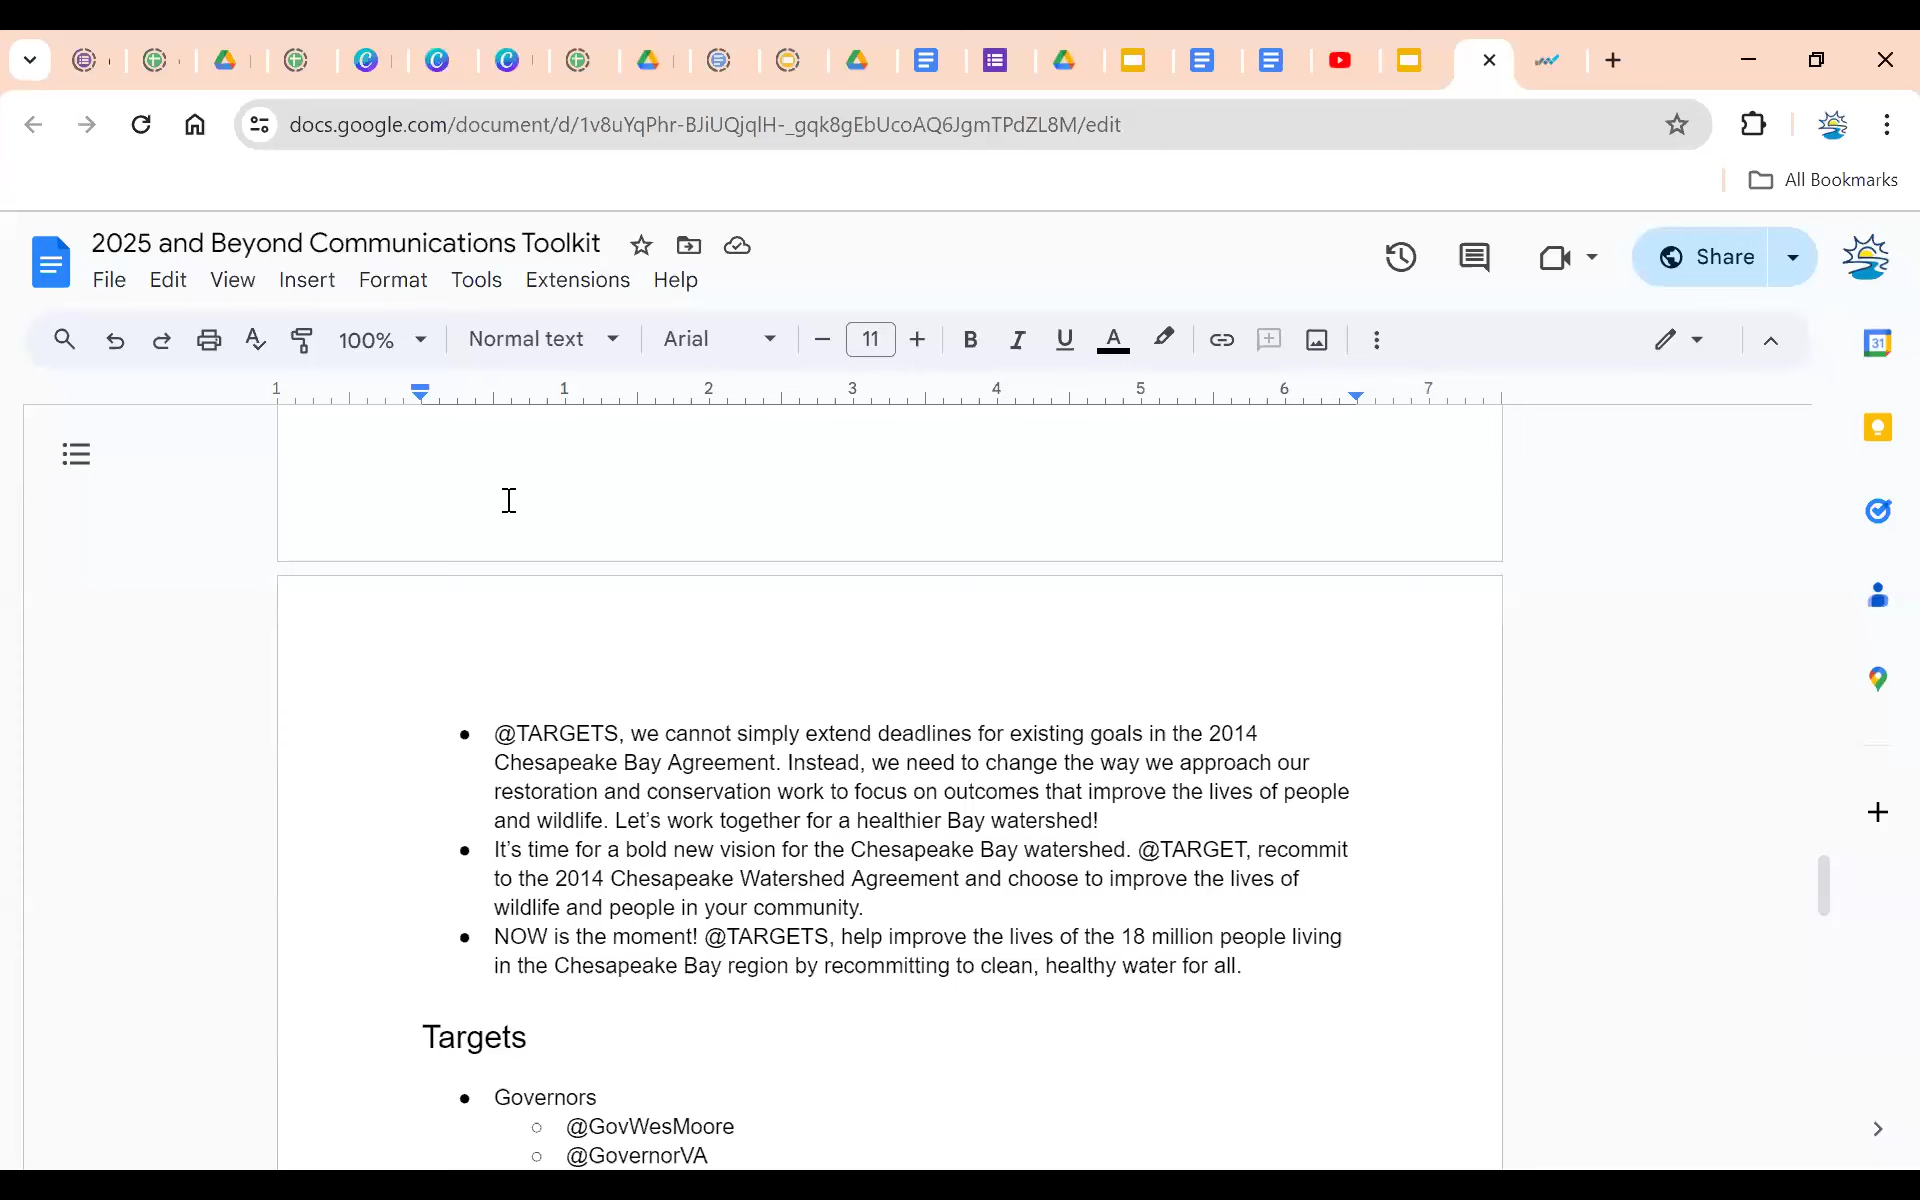 docs.google.com/document/d/1v8uYqPhr-BJiUQjqlH-_gqk8gEbUcoAQ6JgmTPdZL8M/edit
All Bookmarks
2025 and Beyond Communications Toolkit
File Edit View Insert Format Tools Extensions Help
Share
100% Normal text Arial 11 B I U A
31
1 1 2 3 4 5 6 7
● @TARGETS, we cannot simply extend deadlines for existing goals in the 2014
Chesapeake Bay Agreement. Instead, we need to change the way we approach our
restoration and conservation work to focus on outcomes that improve the lives of people
and wildlife. Let’s work together for a healthier Bay watershed!
● It’s time for a bold new vision for the Chesapeake Bay watershed. @TARGET, recommit
to the 2014 Chesapeake Watershed Agreement and choose to improve the lives of
wildlife and people in your community.
● NOW is the moment! @TARGETS, help improve the lives of the 18 million people living
in the Chesapeake Bay region by recommitting to clean, healthy water for all.
Targets
● Governors
○ @GovWesMoore
○ @GovernorVA